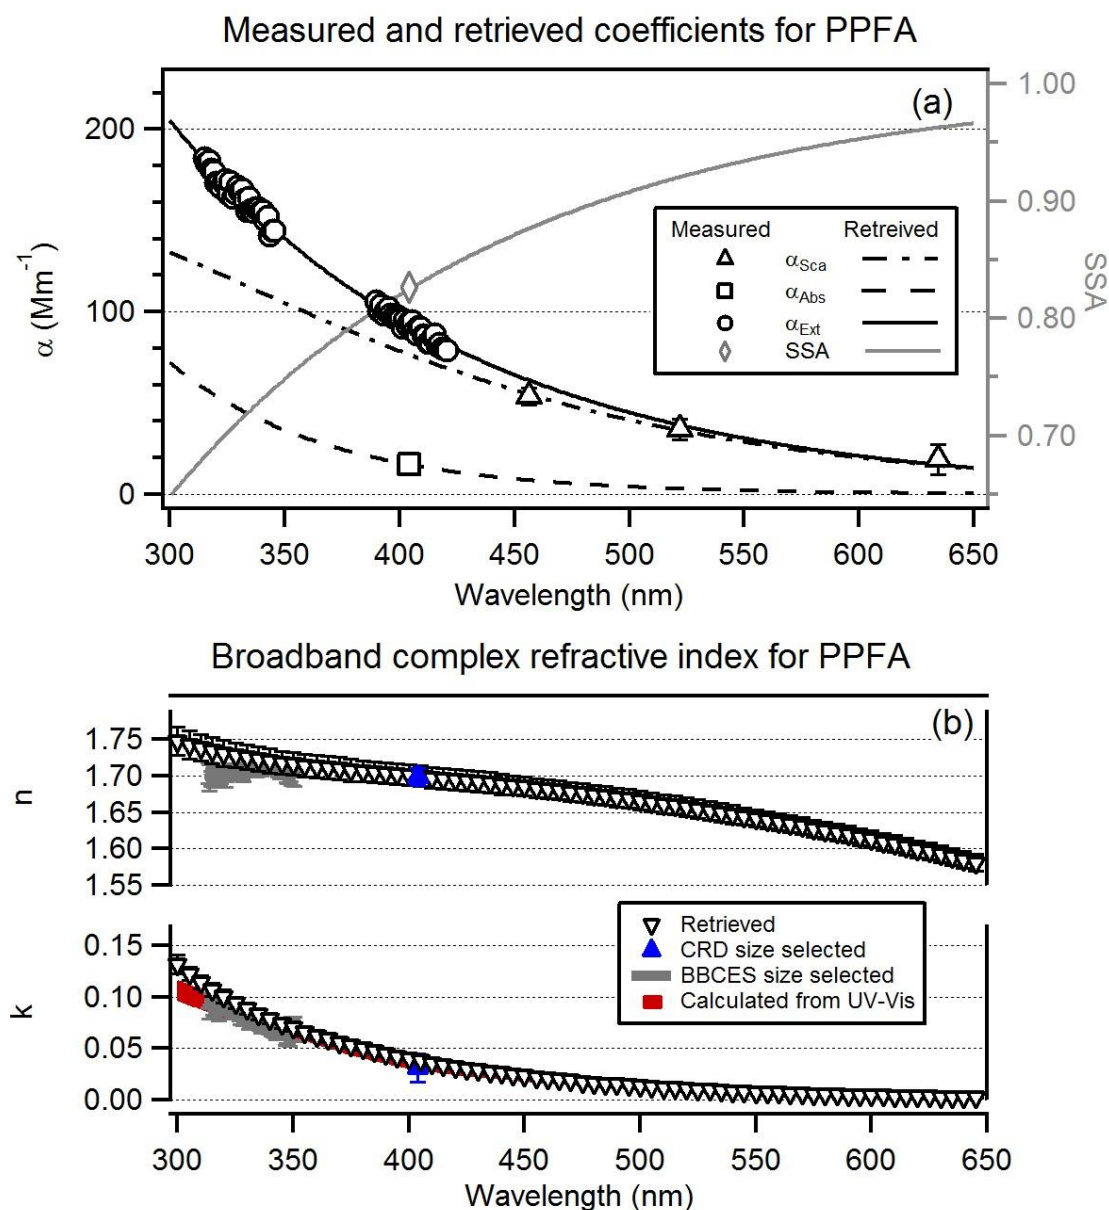 Measured and retrieved coefficients for PPFA
(a)
α (Mm⁻¹)
200
100
0
1.00
0.90
0.80
0.70
SSA
Measured Retreived
αSca
αAbs
αExt
SSA
300 350 400 450 500 550 600 650
Wavelength (nm)
Broadband complex refractive index for PPFA
(b)
n
1.75
1.70
1.65
1.60
1.55
k
0.15
0.10
0.05
0.00
Retrieved
CRD size selected
BBCES size selected
Calculated from UV-Vis
300 350 400 450 500 550 600 650
Wavelength (nm)